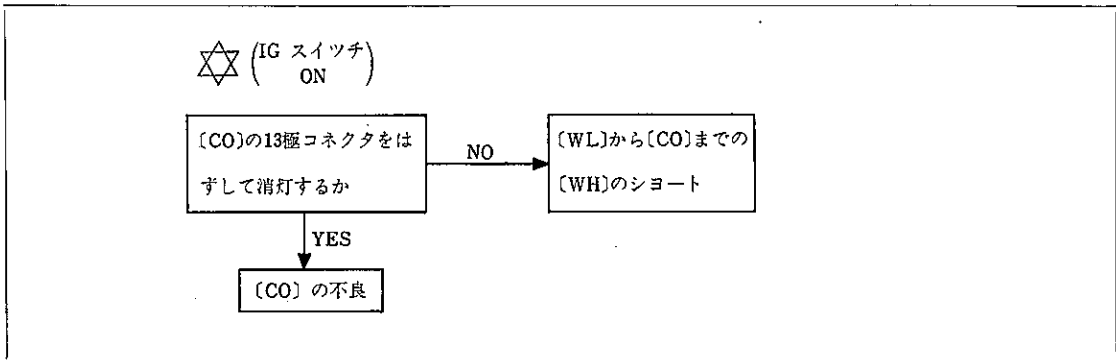 (IG スイツチ
ON)
〔CO〕の13極コネクタをは
ずして消灯するか
NO
〔WL〕から〔CO〕までの
〔WH〕のシヨート
YES
〔CO〕の不良